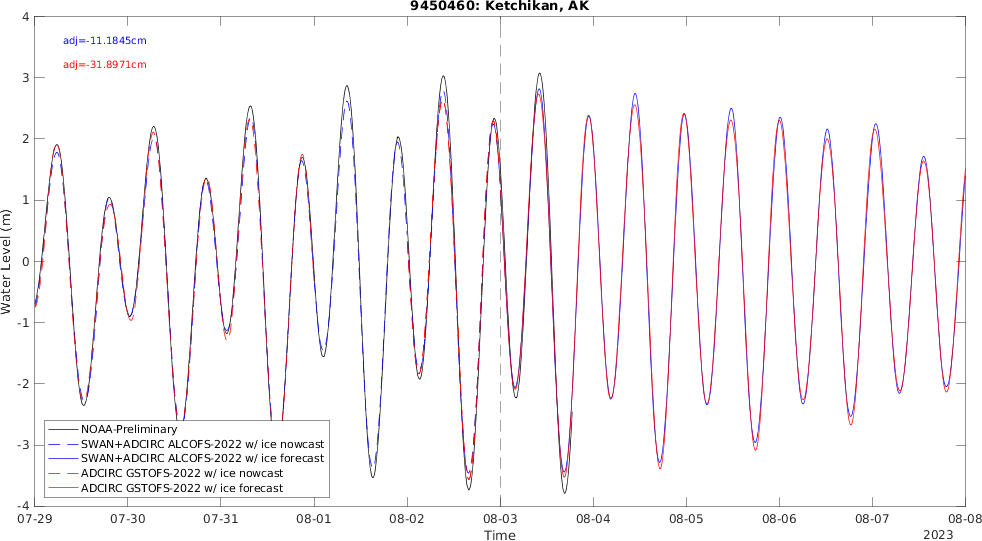 9450460: Ketchikan, AK
adj=-11.1845cm
adj=-31.8971cm
4
3
2
1
0
-1
-2
-3
-4
Water Level (m)
NOAA-Preliminary
SWAN+ADCIRC ALCOFS-2022 w/ ice nowcast
SWAN+ADCIRC ALCOFS-2022 w/ ice forecast
ADCIRC GSTOFS-2022 w/ ice nowcast
ADCIRC GSTOFS-2022 w/ ice forecast
07-29 07-30 07-31 08-01 08-02 08-03 08-04 08-05 08-06 08-07 08-08
Time
2023